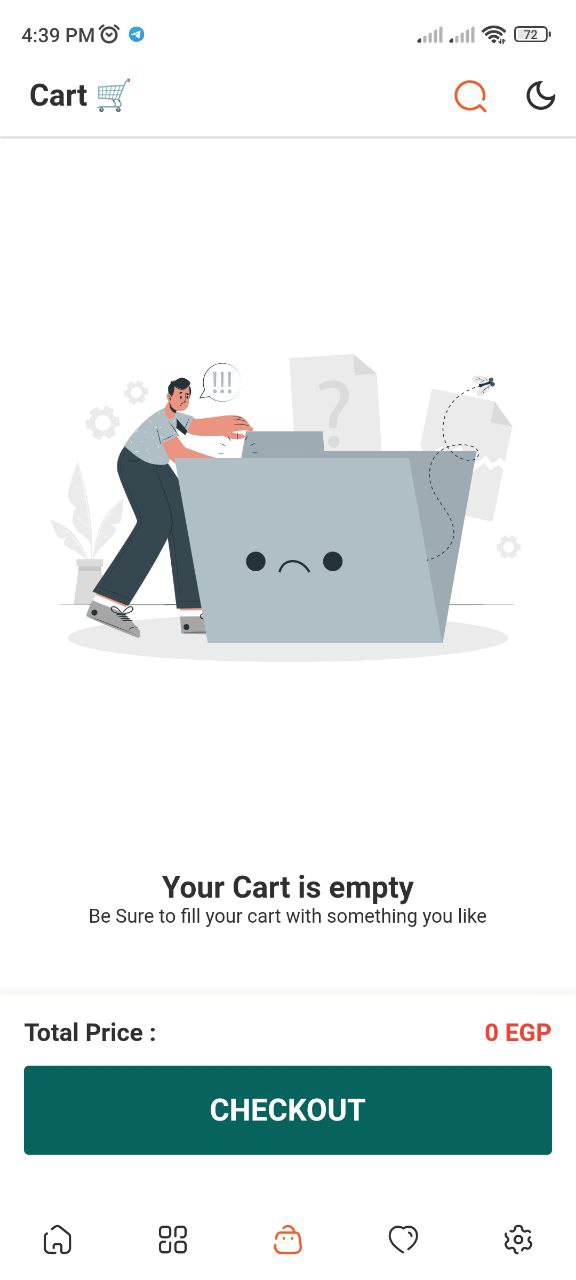 4:39 PM
72
Cart
!!!
?
Your Cart is empty
Be Sure to fill your cart with something you like
Total Price :
0 EGP
CHECKOUT